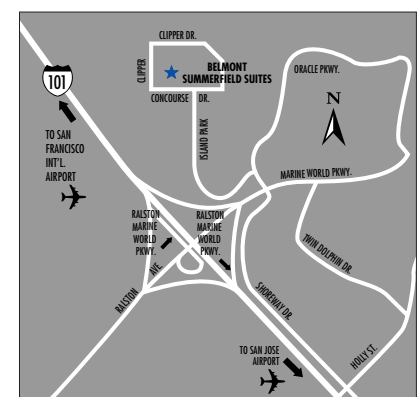 CLIPPER DR.
CLIPPER
BELMONT
SUMMERFIELD SUITES
CONCOURSE DR.
ISLAND PARK
ORACLE PKWY.
N
101
TO SAN
FRANCISCO
INT'L.
AIRPORT
MARINE WORLD PKWY.
RALSTON
MARINE
WORLD
PKWY.
RALSTON
MARINE
WORLD
PKWY.
RALSTON AVE
TWIN DOLPHIN DR.
SHOREWAY DR.
HOLLY ST.
TO SAN JOSE
AIRPORT